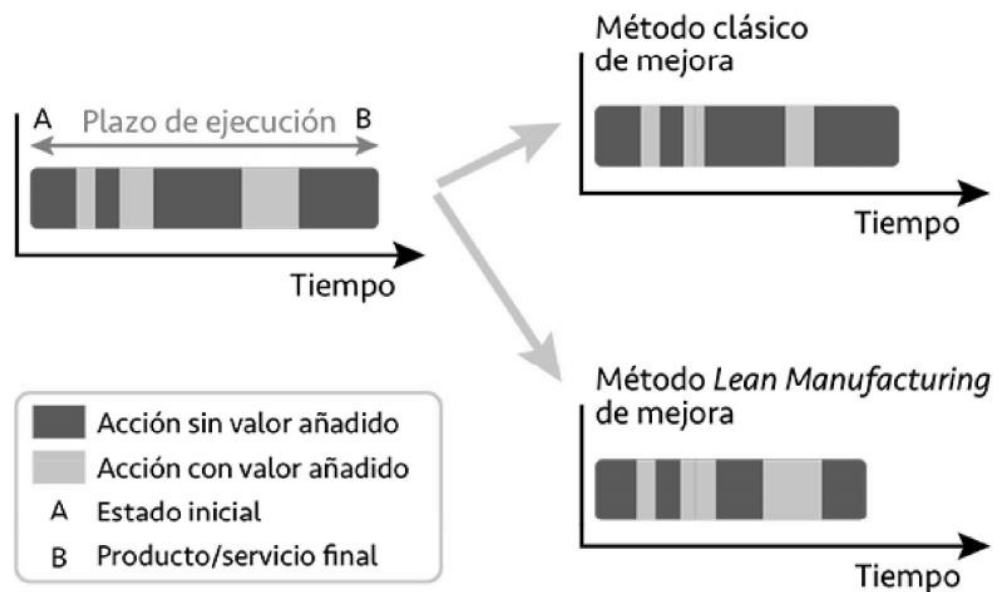 A Plazo de ejecución B
Tiempo
Método clásico
de mejora
Tiempo
Método Lean Manufacturing
de mejora
Tiempo
Acción sin valor añadido
Acción con valor añadido
A Estado inicial
B Producto/servicio final